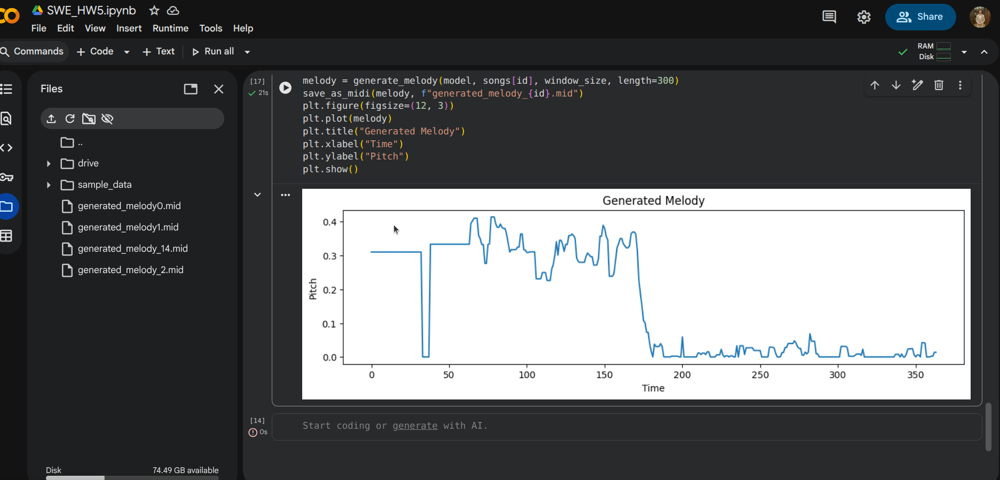 SWE_HW5.ipynb
File Edit View Insert Runtime Tools Help
Share
Commands + Code + Text Run all
RAM
Disk
Files
..
drive
sample_data
generated_melody0.mid
generated_melody1.mid
generated_melody_14.mid
generated_melody_2.mid
Disk 74.49 GB available
[17]
21s
melody = generate_melody(model, songs[id], window_size, length=300)
save_as_midi(melody, f"generated_melody_{id}.mid")
plt.figure(figsize=(12, 3))
plt.plot(melody)
plt.title("Generated Melody")
plt.xlabel("Time")
plt.ylabel("Pitch")
plt.show()
Generated Melody
0.4
0.3
0.2
0.1
0.0
Pitch
0 50 100 150 200 250 300 350
Time
[14]
0s
Start coding or generate with AI.